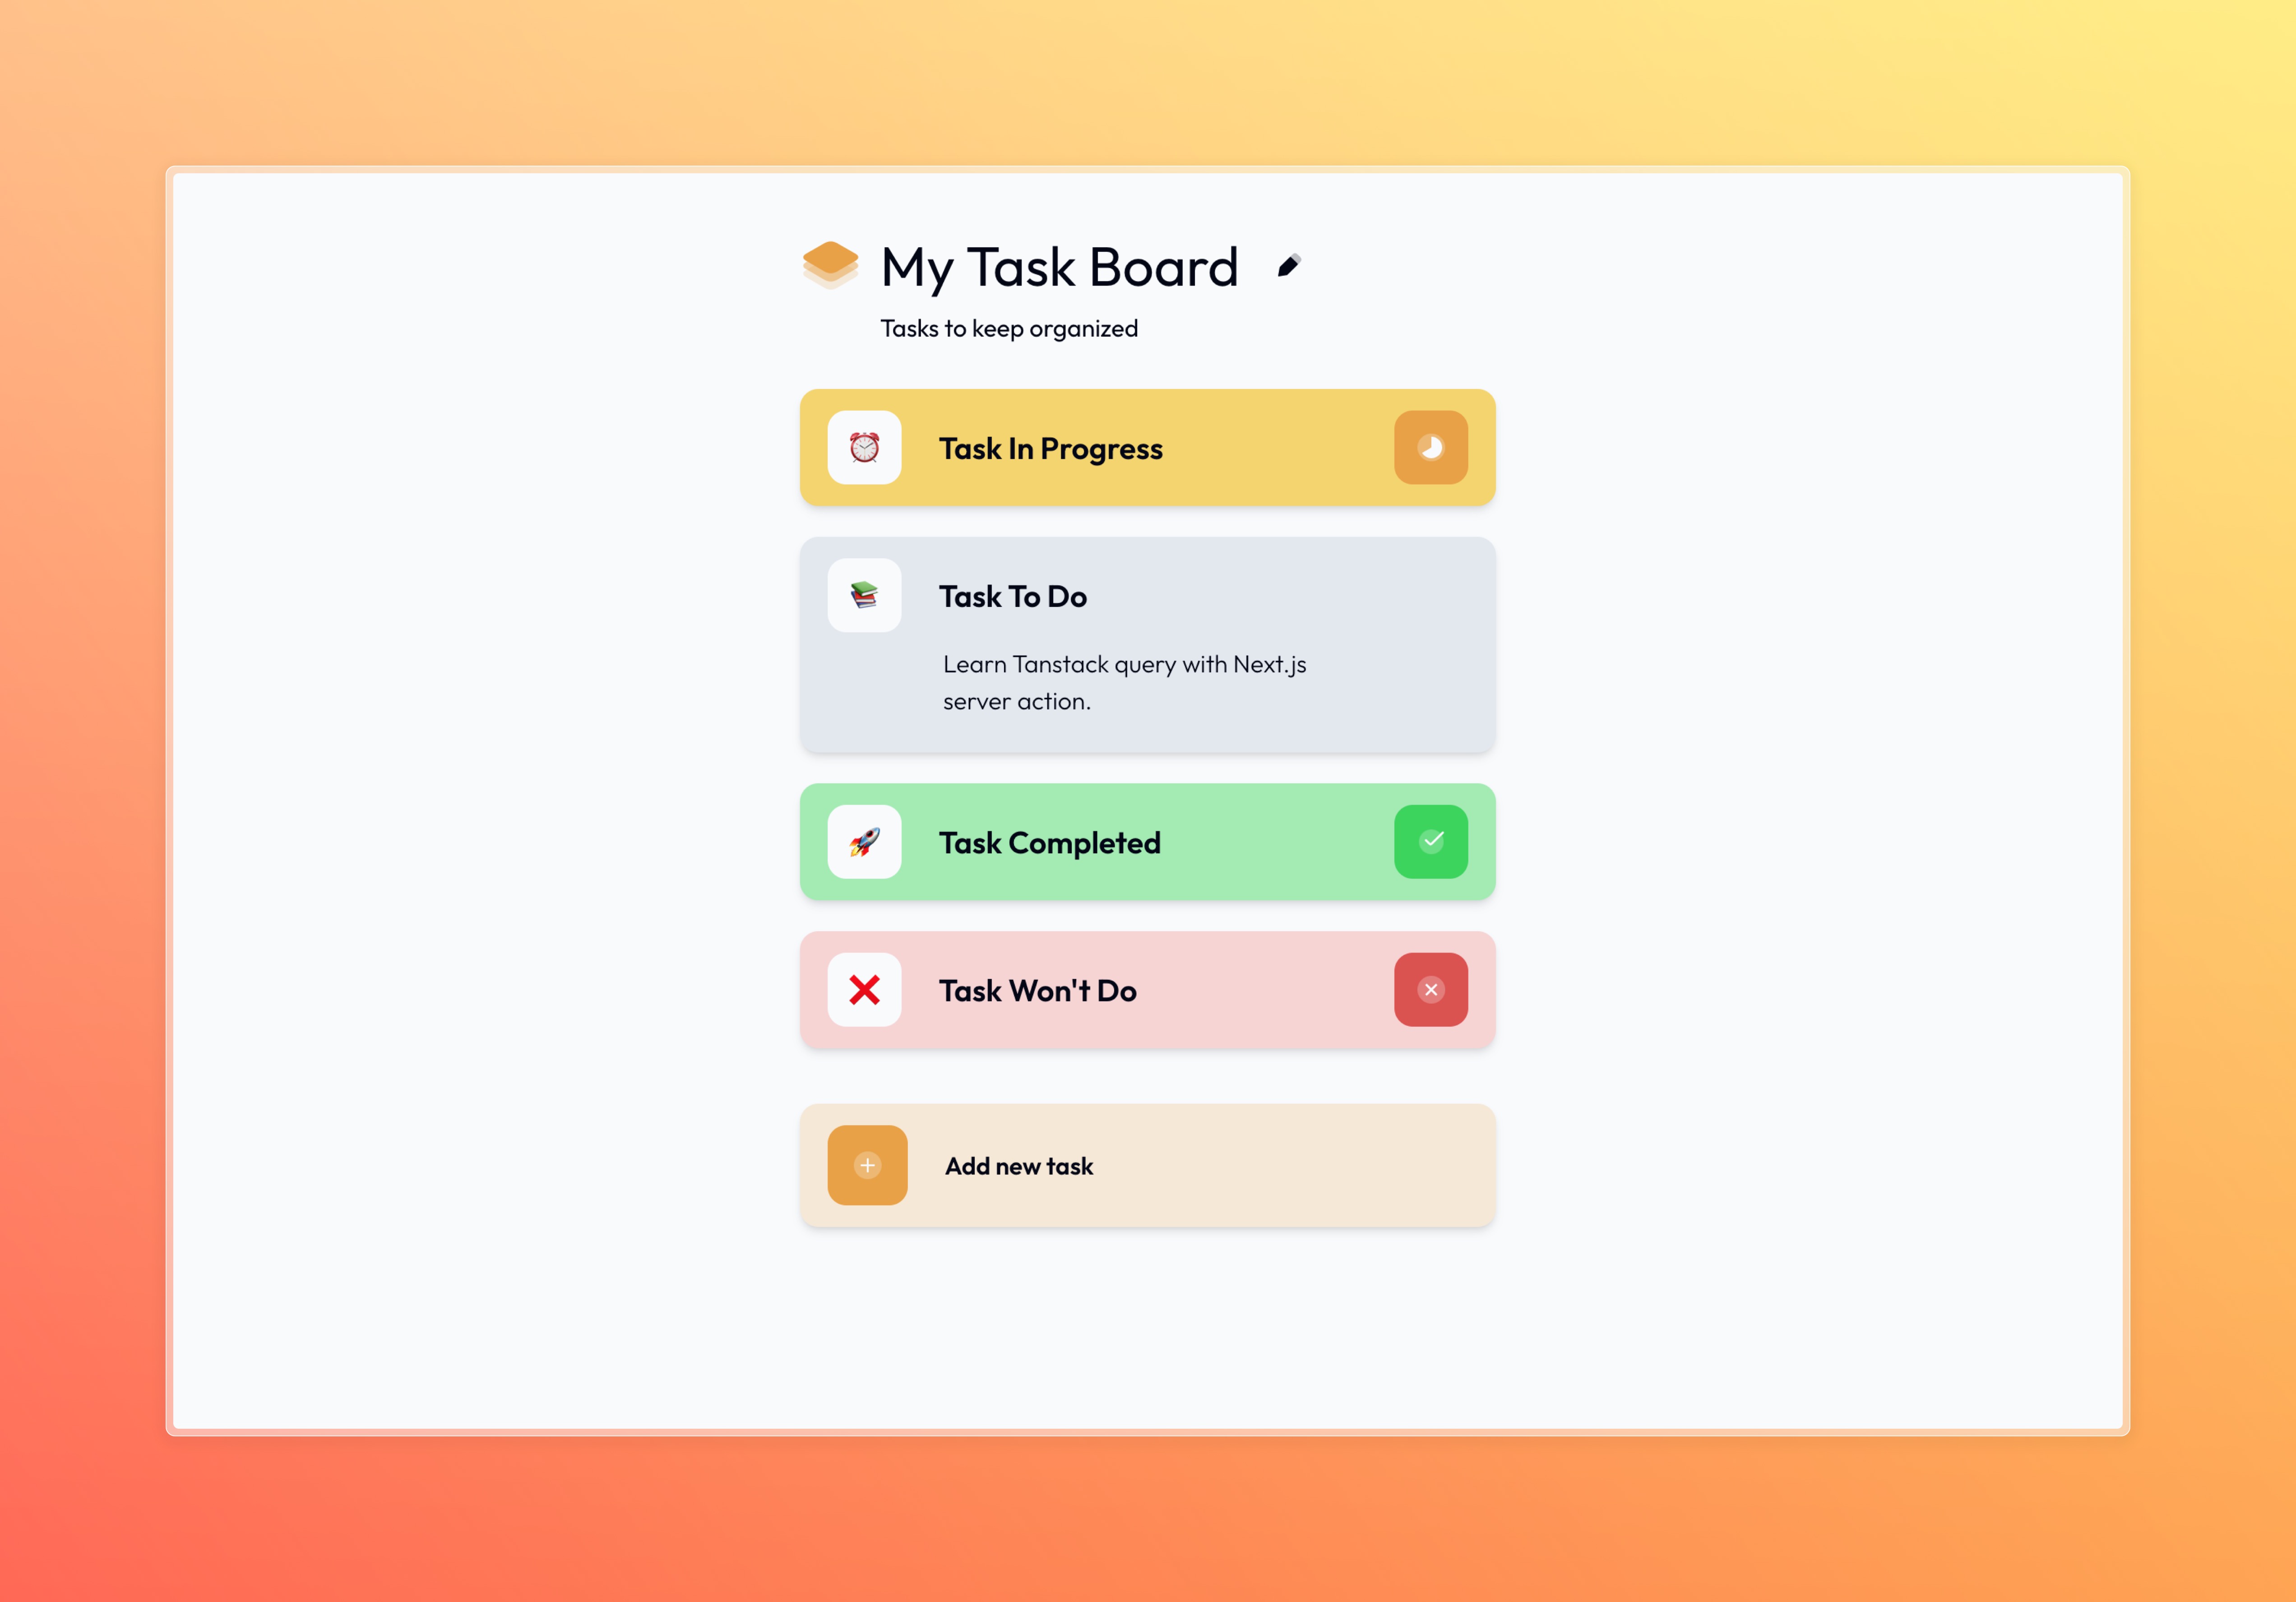 My Task Board
Tasks to keep organized
Task In Progress
Task To Do
Learn Tanstack query with Next.js
server action.
Task Completed
Task Won't Do
Add new task